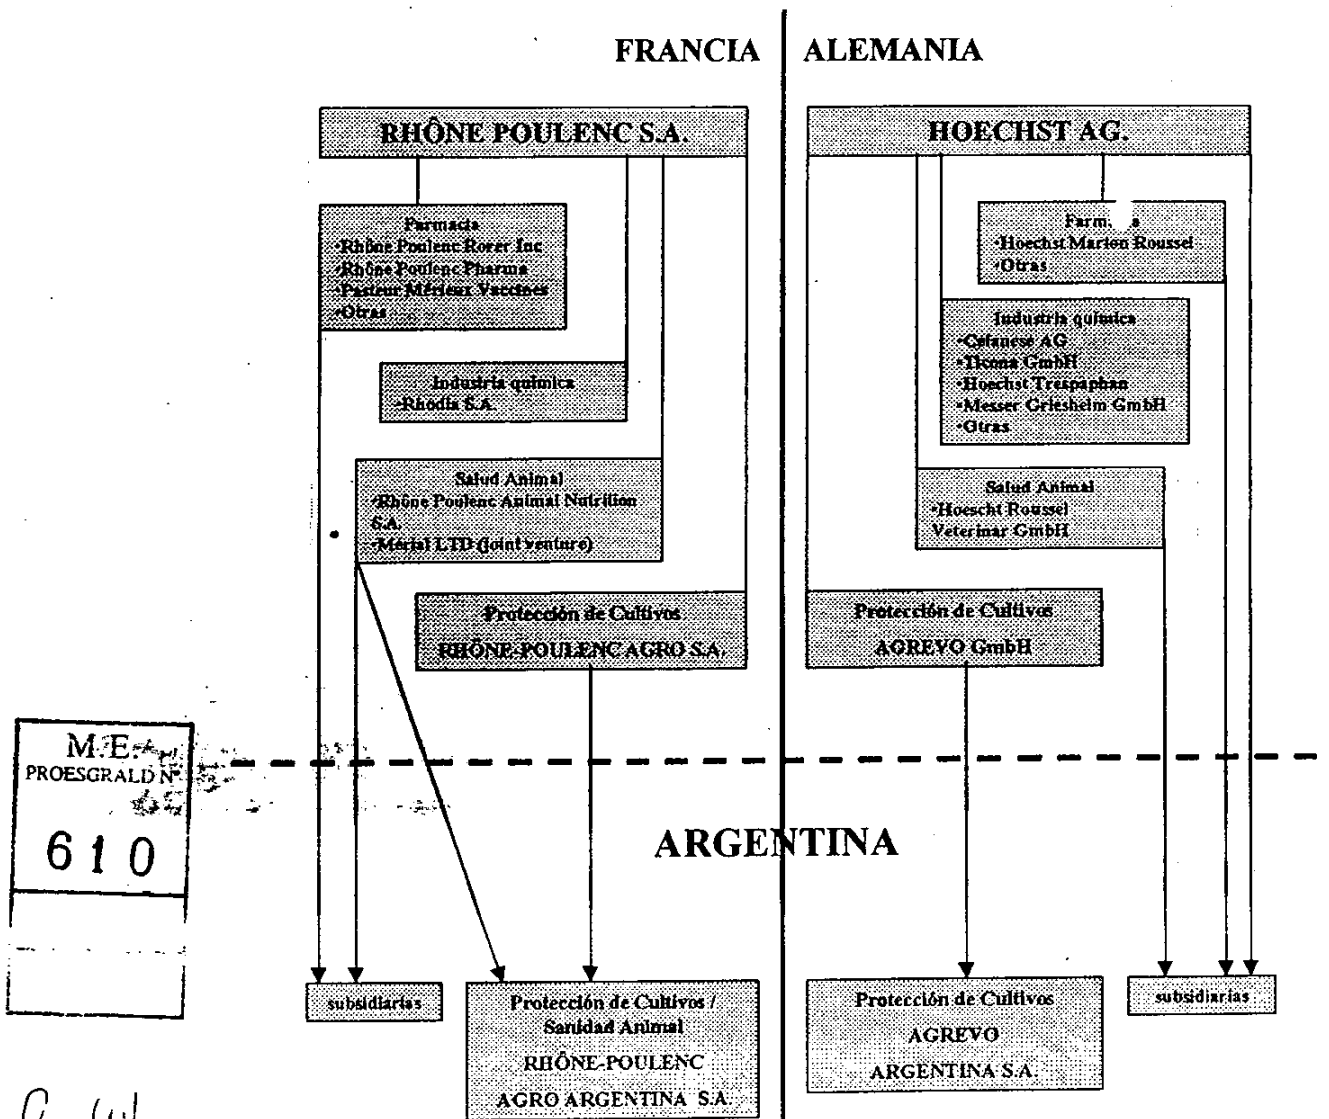 FRANCIA
ALEMANIA
RHÔNE POULENC S.A.
HOECHST AG.
Farmacia
•Rhône Poulenc Rorer Inc
•Rhône Poulenc Pharma
•Pasteur Mérieux Vaccines
•Otras
Industria química
•Rhodia S.A.
Salud Animal
•Rhône Poulenc Animal Nutrition
S.A.
•Merial LTD (joint venture)
Protección de Cultivos
RHÔNE-POULENC AGRO S.A.
•Hoechst Marion Roussel
•Otras
Industria química
•Celanese AG
•Ticona GmbH
•Hoechst Trespaphan
•Messer Griesheim GmbH
•Otras
Salud Animal
•Hoescht Roussel
Veterinar GmbH
Protección de Cultivos
AGREVO GmbH
M.E.
PROESGRALD Nº
610
ARGENTINA
subsidiarias
Protección de Cultivos /
Sanidad Animal
RHÔNE-POULENC
AGRO ARGENTINA S.A.
Protección de Cultivos
AGREVO
ARGENTINA S.A.
subsidiarias